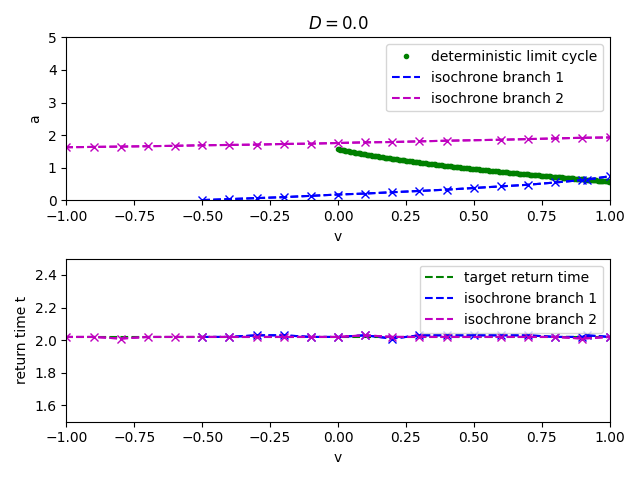 D = 0.0
5
4
3
2
1
0
a
deterministic limit cycle
isochrone branch 1
isochrone branch 2
−1.00 −0.75 −0.50 −0.25 0.00 0.25 0.50 0.75 1.00
v
2.4
2.2
2.0
1.8
1.6
return time t
target return time
isochrone branch 1
isochrone branch 2
−1.00 −0.75 −0.50 −0.25 0.00 0.25 0.50 0.75 1.00
v